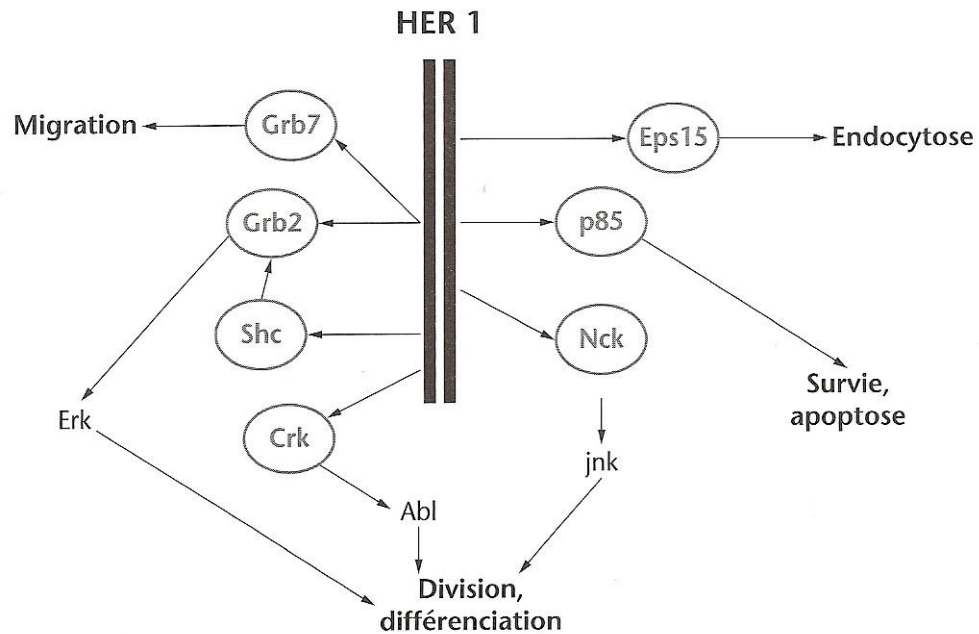 HER 1
Migration
Grb7
Eps15
Endocytose
Grb2
p85
Shc
Nck
Survie,
apoptose
Erk
Crk
jnk
Abl
Division,
différenciation